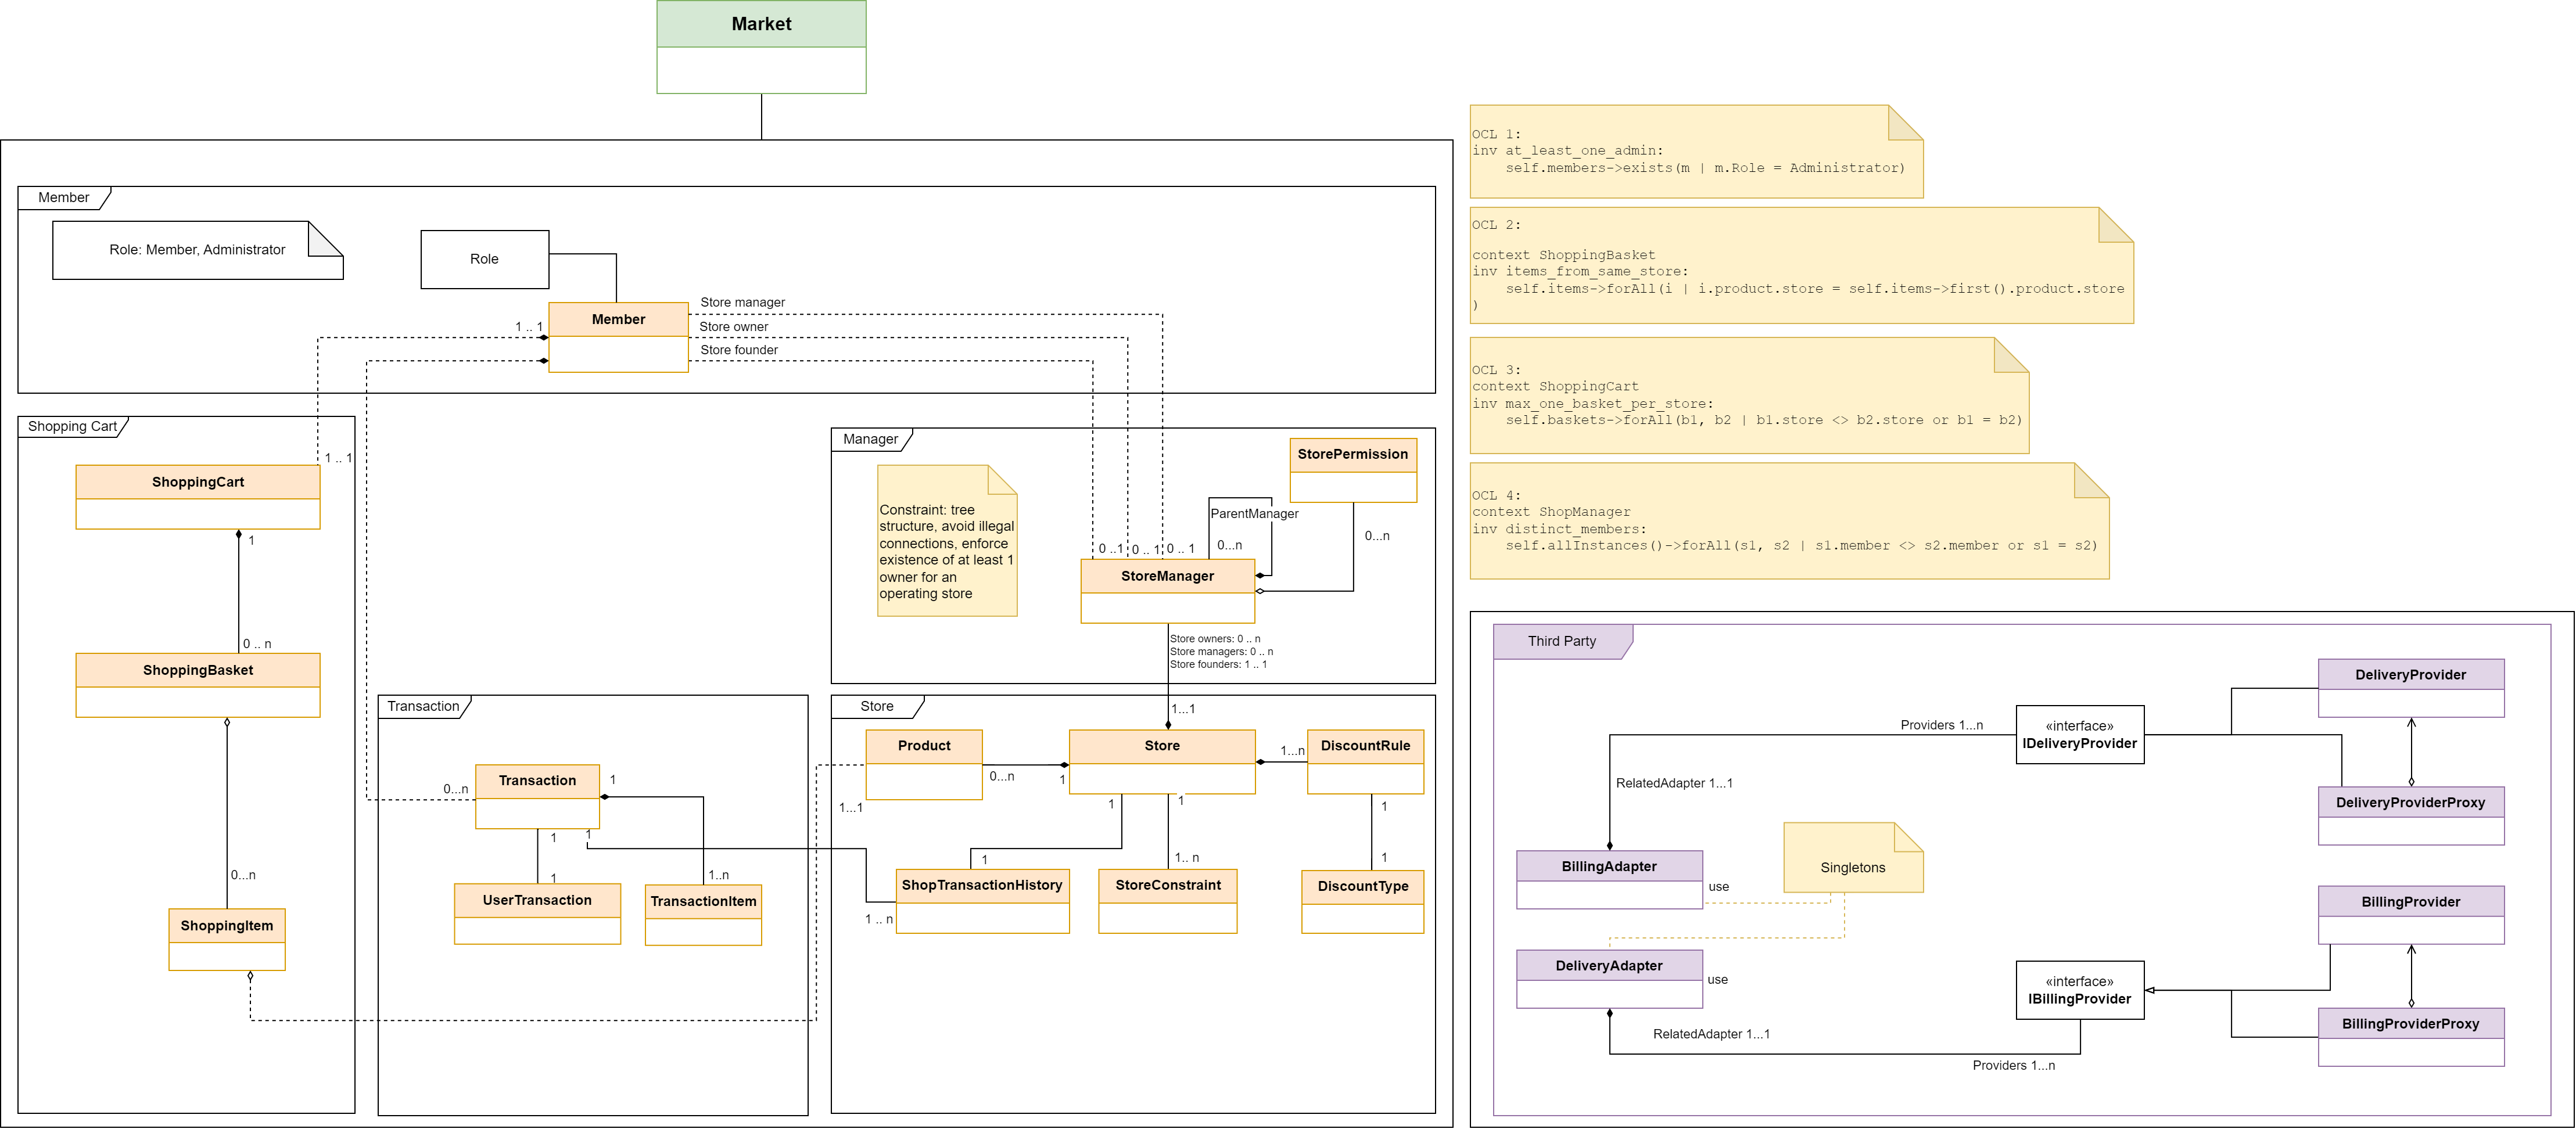 Market
Member
Role: Member, Administrator
Role
Member
Store manager
Store owner
Store founder
1 .. 1
Shopping Cart
1 .. 1
ShoppingCart
1
0 .. n
ShoppingBasket
0...n
ShoppingItem
Manager
Constraint: tree
structure, avoid illegal
connections, enforce
existence of at least 1
owner for an
operating store
StorePermission
ParentManager
0...n
0...n
0 ..1
0 .. 1
0 .. 1
StoreManager
Store owners: 0 .. n
Store managers: 0 .. n
Store founders: 1 .. 1
Transaction
0...n
Transaction
1
1
1
1
1..n
UserTransaction
TransactionItem
Store
1...1
Product
0...n
1
1...1
Store
1...n
DiscountRule
1
1
1
1
1.. n
1
1 .. n
ShopTransactionHistory
StoreConstraint
DiscountType
OCL 1:
inv at_least_one_admin:
self.members->exists(m | m.Role = Administrator)
OCL 2:
context ShoppingBasket
inv items_from_same_store:
self.items->forAll(i | i.product.store = self.items->first().product.store
)
OCL 3:
context ShoppingCart
inv max_one_basket_per_store:
self.baskets->forAll(b1, b2 | b1.store <> b2.store or b1 = b2)
OCL 4:
context ShopManager
inv distinct_members:
self.allInstances()->forAll(s1, s2 | s1.member <> s2.member or s1 = s2)
Third Party
DeliveryProvider
Providers 1...n
«interface»
IDeliveryProvider
RelatedAdapter 1...1
DeliveryProviderProxy
BillingAdapter
use
Singletons
BillingProvider
DeliveryAdapter
use
«interface»
IBillingProvider
BillingProviderProxy
RelatedAdapter 1...1
Providers 1...n